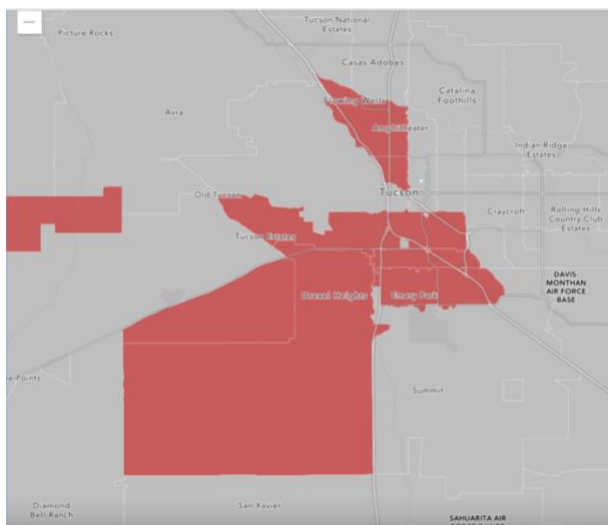 Tucson National
Estates
Picture Rocks
Casas Adobes
Catalina
Foothills
Flowing Wells
Avra
Amphitheater
Indian Ridge
Estates
Old Tucson
Tucson
Craycroft
Rolling Hills
Country Club
Estates
Tucson Estates
DAVIS-
MONTHAN
AIR FORCE
BASE
Drexel Heights
Emery Park
ee Points
Summit
Diamond
Bell Ranch
San Xavier
SAHUARITA AIR